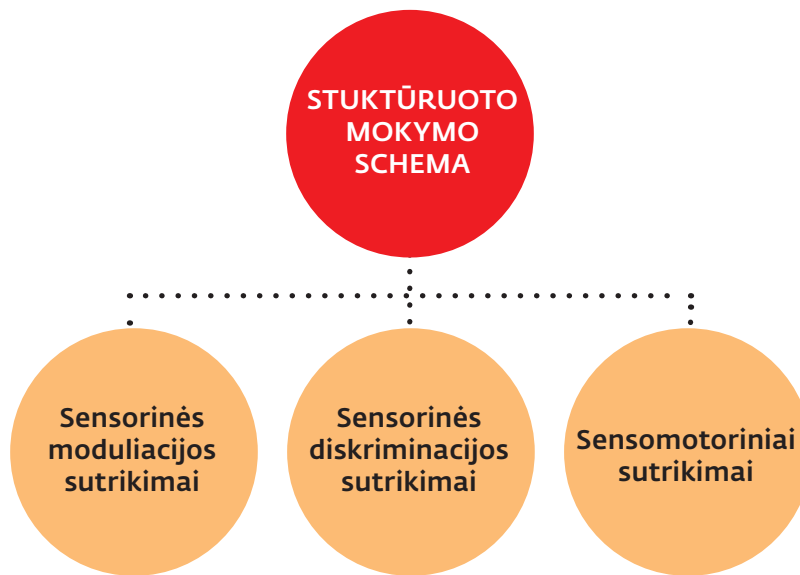 STUKTŪRUOTO
MOKYMO
SCHEMA
Sensorinės
moduliacijos
sutrikimai
Sensorinės
diskriminacijos
sutrikimai
Sensomotoriniai
sutrikimai